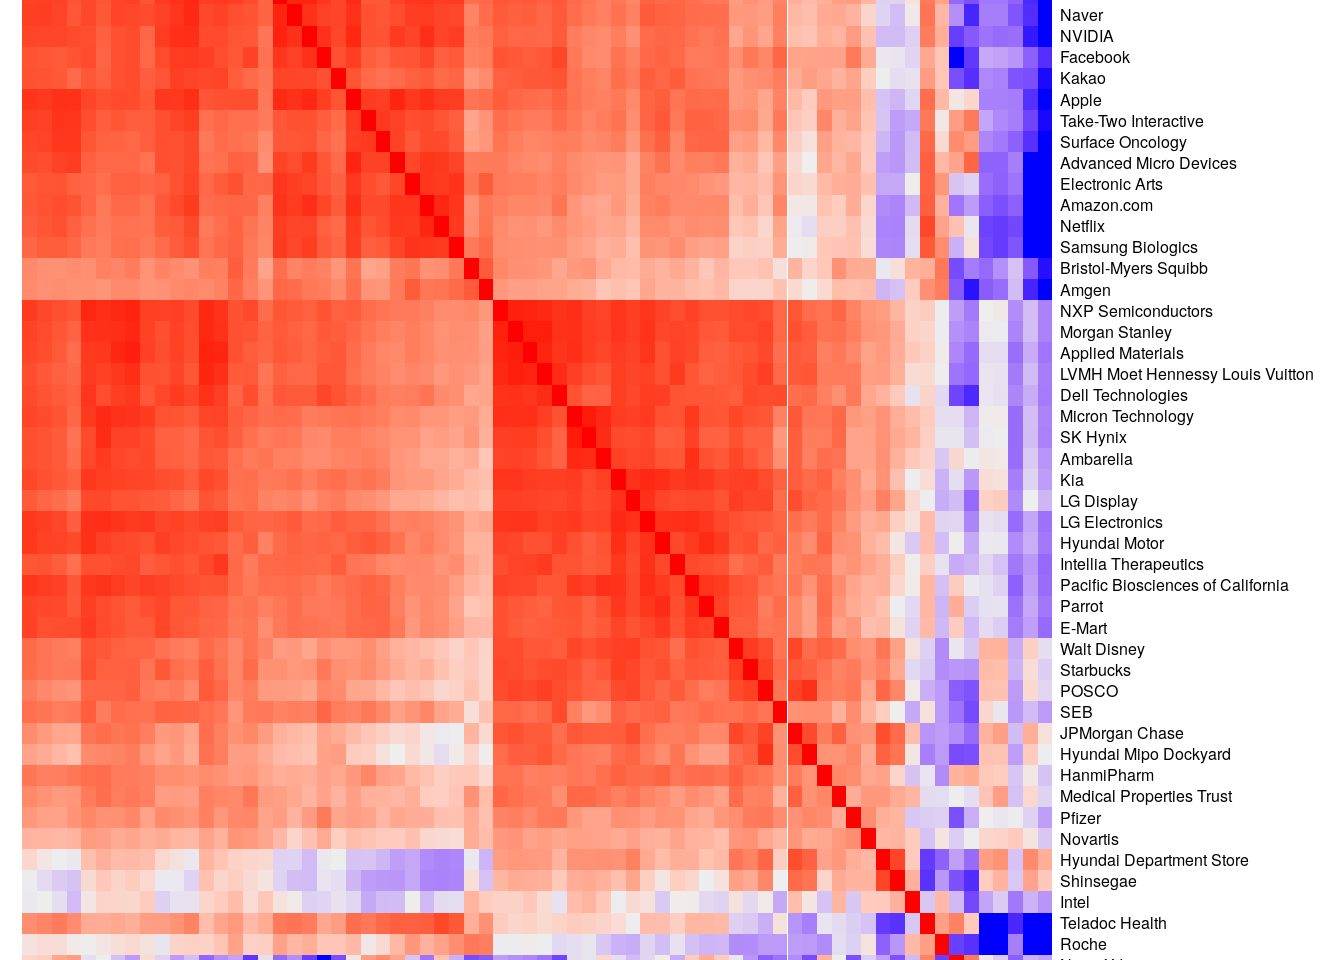 Naver
NVIDIA
Facebook
Kakao
Apple
Take-Two Interactive
Surface Oncology
Advanced Micro Devices
Electronic Arts
Amazon.com
Netflix
Samsung Biologics
Bristol-Myers Squibb
Amgen
NXP Semiconductors
Morgan Stanley
Applied Materials
LVMH Moet Hennessy Louis Vuitton
Dell Technologies
Micron Technology
SK Hynix
Ambarella
Kia
LG Display
LG Electronics
Hyundai Motor
Intellia Therapeutics
Pacific Biosciences of California
Parrot
E-Mart
Walt Disney
Starbucks
POSCO
SEB
JPMorgan Chase
Hyundai Mipo Dockyard
HanmiPharm
Medical Properties Trust
Pfizer
Novartis
Hyundai Department Store
Shinsegae
Intel
Teladoc Health
Roche